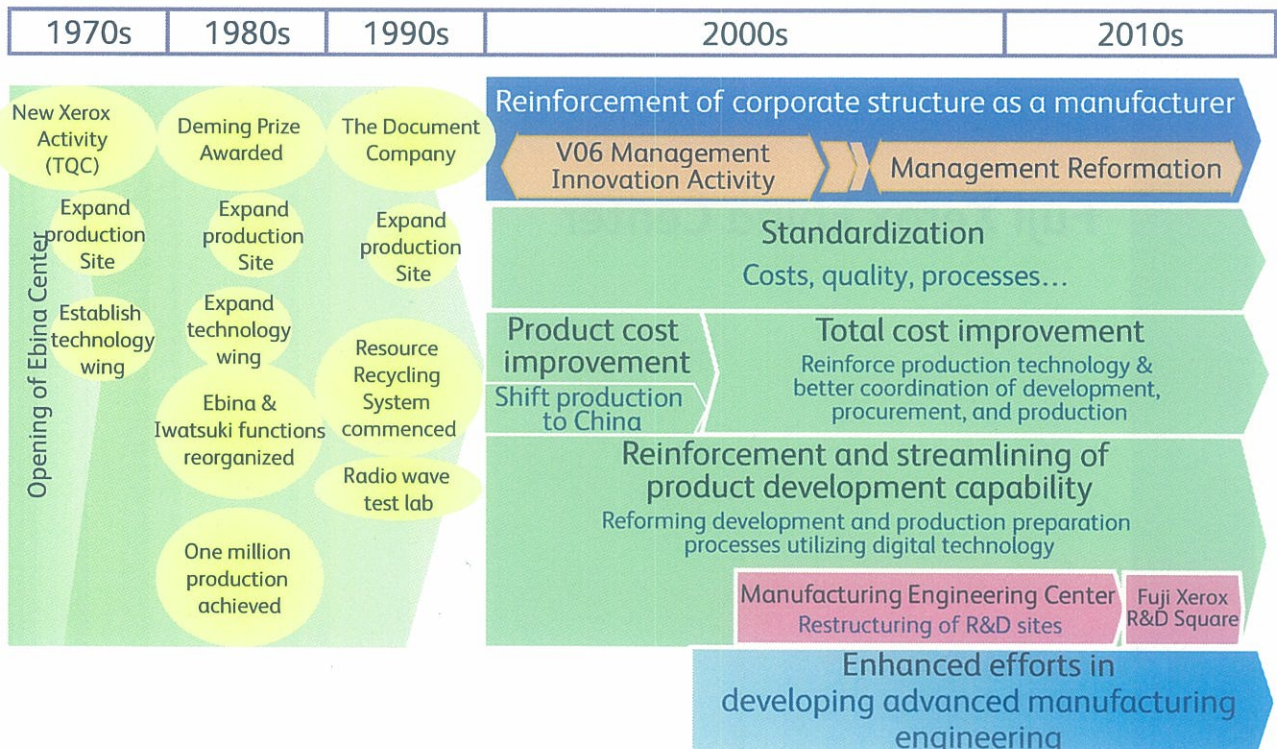 1970s
1980s
1990s
2000s
2010s
New Xerox
Activity
(TQC)
Deming Prize
Awarded
The Document
Company
Reinforcement of corporate structure as a manufacturer
V06 Management
Innovation Activity
Management Reformation
Opening of Ebina Center
Expand
production
Site
Expand
production
Site
Expand
production
Site
Standardization
Costs, quality, processes…
Establish
technology
wing
Expand
technology
wing
Ebina &
Iwatsuki functions
reorganized
One million
production
achieved
Resource
Recycling
System
commenced
Radio wave
test lab
Product cost
improvement
Shift production
to China
Total cost improvement
Reinforce production technology &
better coordination of development,
procurement, and production
Reinforcement and streamlining of
product development capability
Reforming development and production preparation
processes utilizing digital technology
Manufacturing Engineering Center
Restructuring of R&D sites
Fuji Xerox
R&D Square
Enhanced efforts in
developing advanced manufacturing
engineering